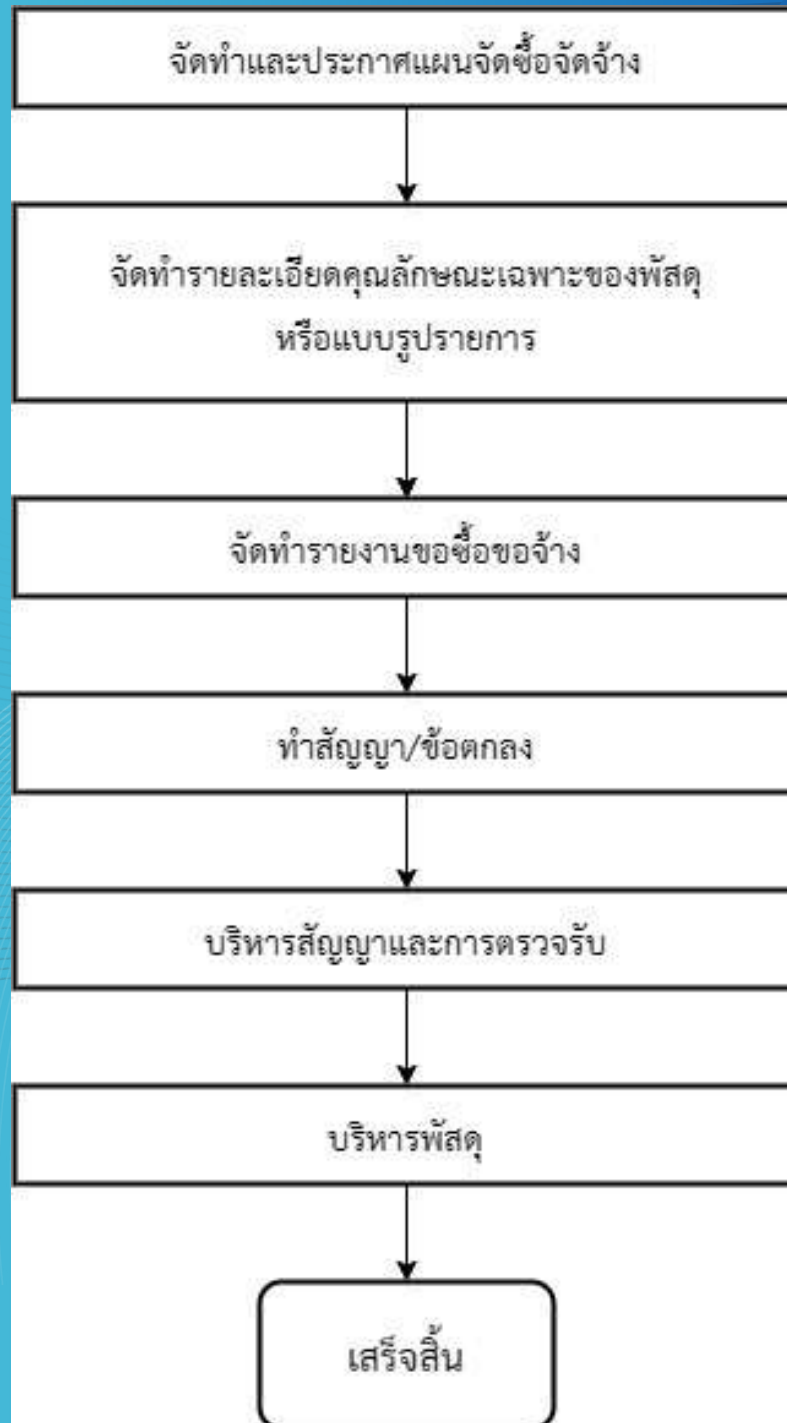 จัดทำและประกาศแผนจัดซื้อจัดจ้าง
จัดทำรายละเอียดคุณลักษณะเฉพาะของพัสดุ
หรือแบบรูปรายการ
จัดทำรายงานขอซื้อขอจ้าง
ทำสัญญา/ข้อตกลง
บริหารสัญญาและการตรวจรับ
บริหารพัสดุ
เสร็จสิ้น